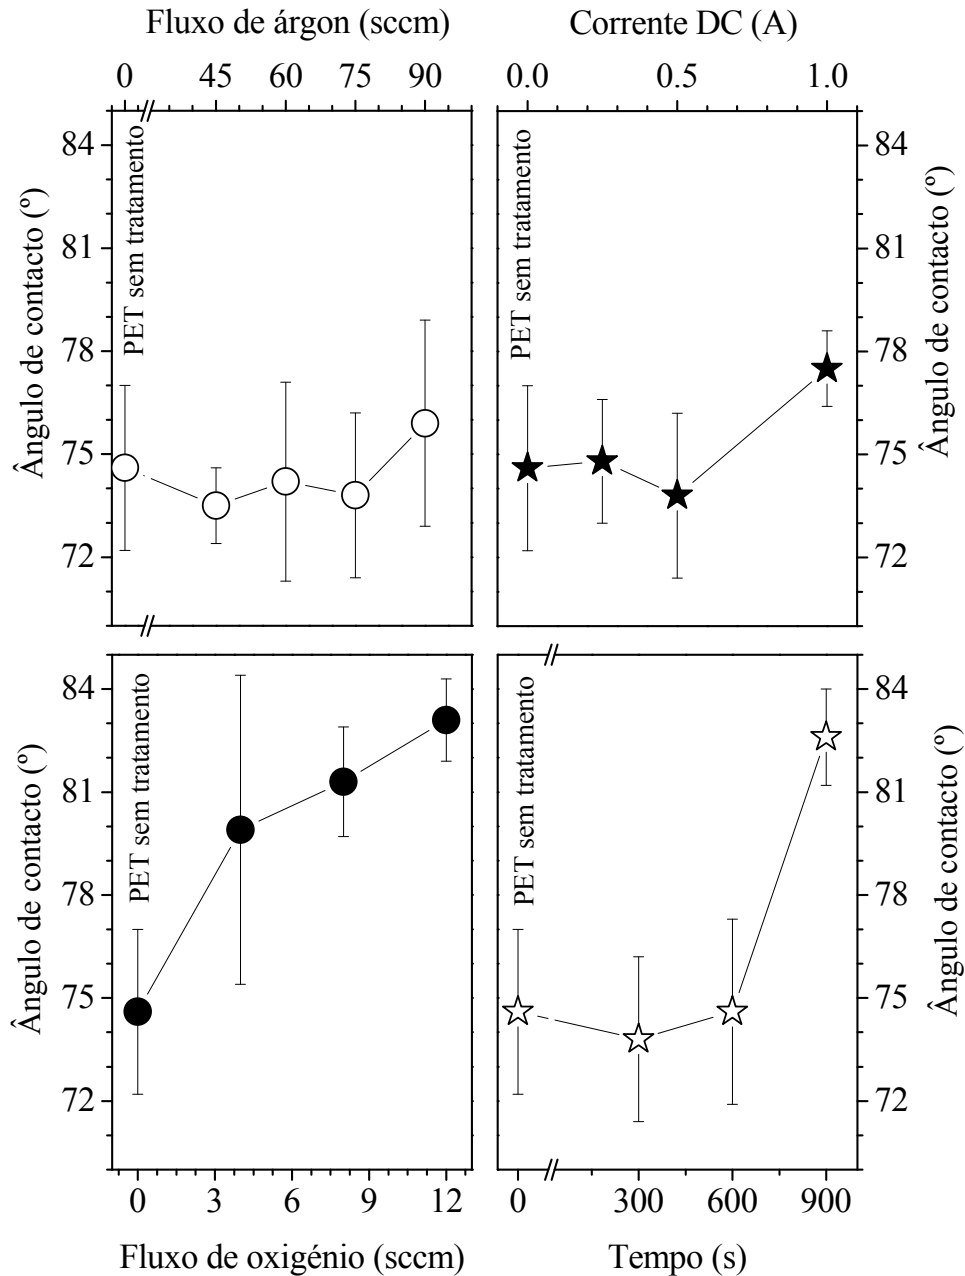 Fluxo de árgon (sccm)
0 45 60 75 90
Corrente DC (A)
0.0 0.5 1.0
Ângulo de contacto (º)
84
81
78
75
72
PET sem tratamento
PET sem tratamento
84
81
78
75
72
Ângulo de contacto (º)
Ângulo de contacto (º)
84
81
78
75
72
PET sem tratamento
0 3 6 9 12
Fluxo de oxigénio (sccm)
PET sem tratamento
84
81
78
75
72
Ângulo de contacto (º)
0 300 600 900
Tempo (s)